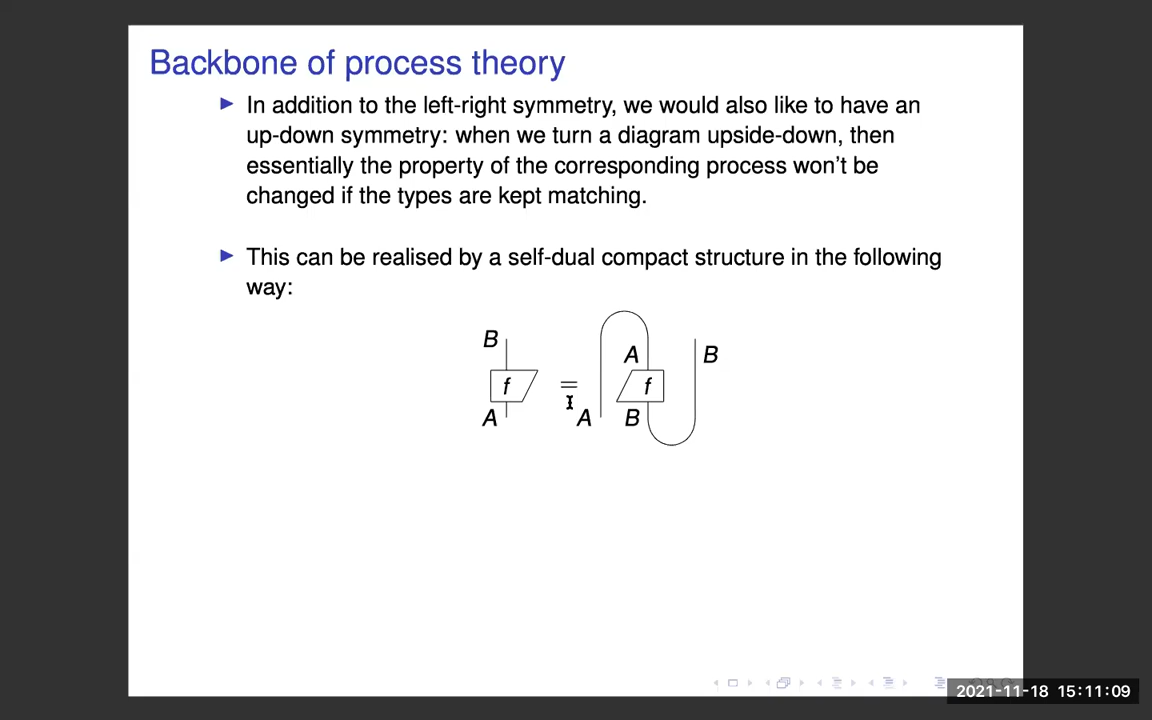 Backbone of process theory
In addition to the left-right symmetry, we would also like to have an
up-down symmetry: when we turn a diagram upside-down, then
essentially the property of the corresponding process won't be
changed if the types are kept matching.
This can be realised by a self-dual compact structure in the following
way:
B
f
A
=
A
A
f
B
B
2021-11-18 15:11:09